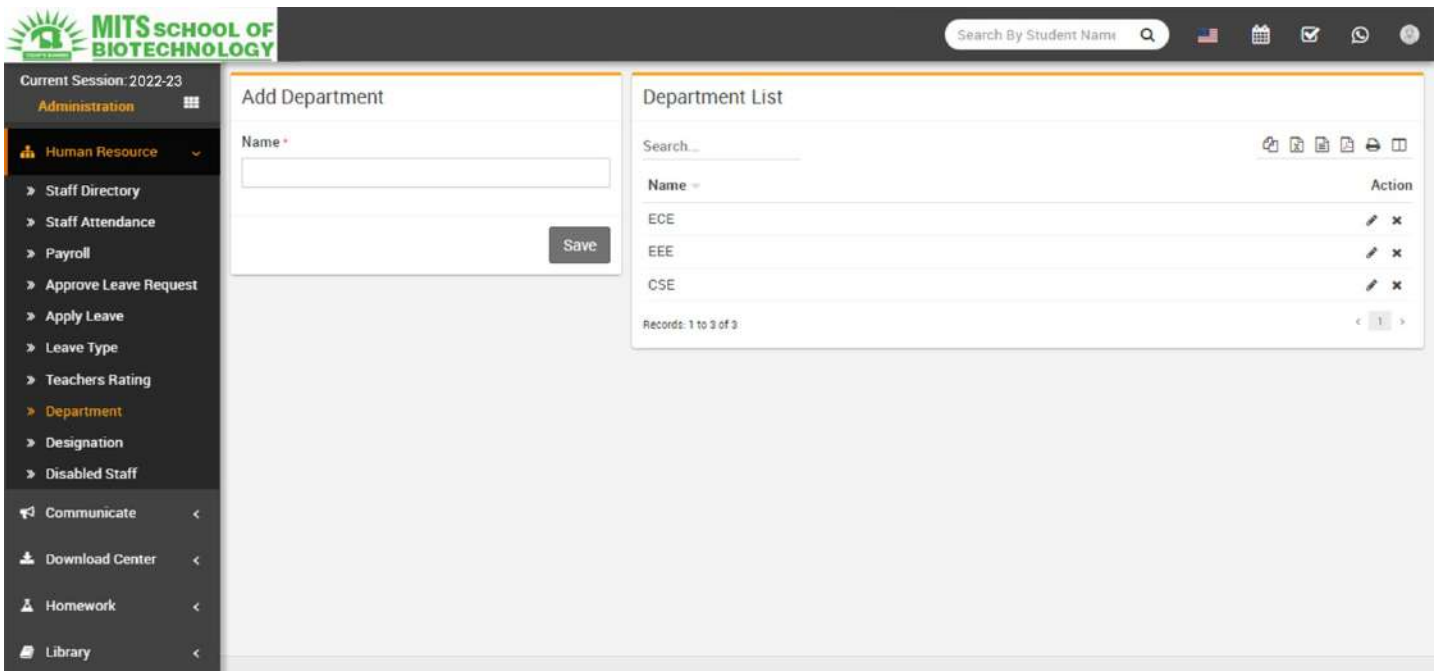 MITS SCHOOL OF
BIOTECHNOLOGY
Search By Student Name
Current Session: 2022-23
Administration
Human Resource
Staff Directory
Staff Attendance
Payroll
Approve Leave Request
Apply Leave
Leave Type
Teachers Rating
Department
Designation
Disabled Staff
Communicate
Download Center
Homework
Library
Add Department
Name *
Save
Department List
Search...
Name Action
ECE
EEE
CSE
Records: 1 to 3 of 3
< 1 >